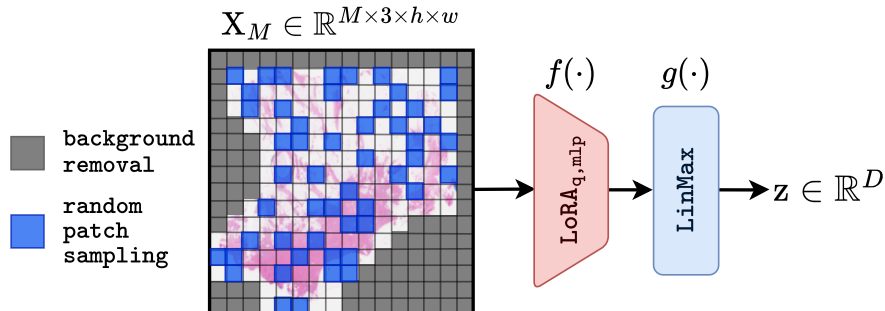 X_M ∈ ℝ^{M×3×h×w}
f(·)
g(·)
background
removal
random
patch
sampling
LoRA_{q,mlp}
LinMax
z ∈ ℝ^D